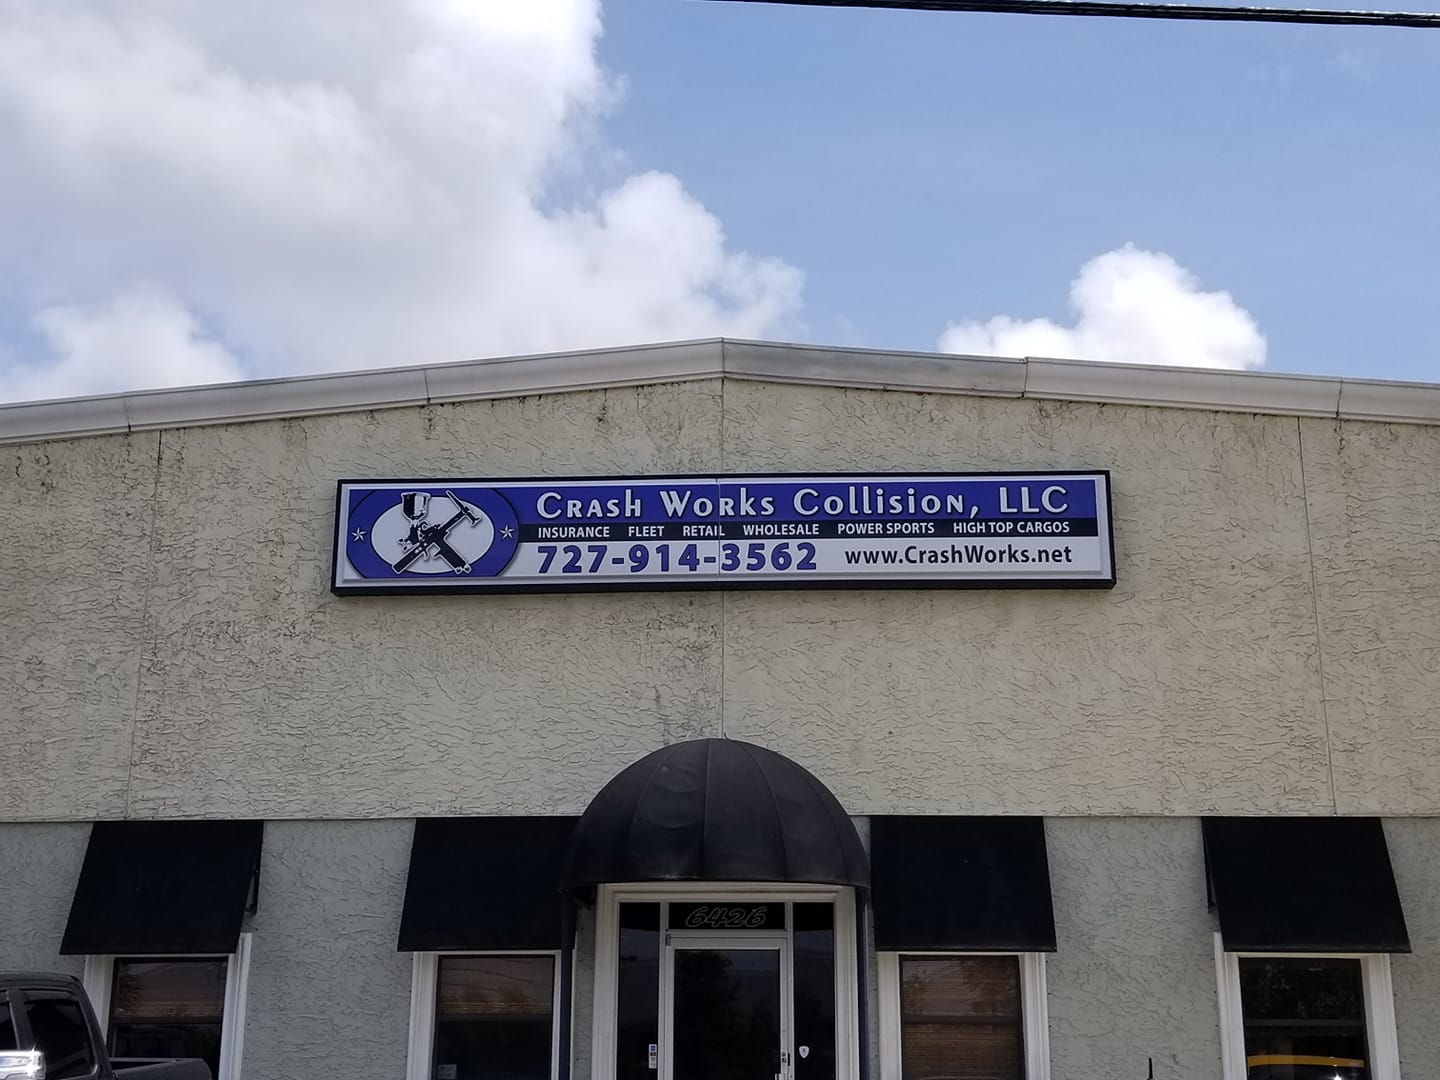 Crash Works Collision, LLC
INSURANCE FLEET RETAIL WHOLESALE POWER SPORTS HIGH TOP CARGOS
727-914-3562 www.CrashWorks.net
6426